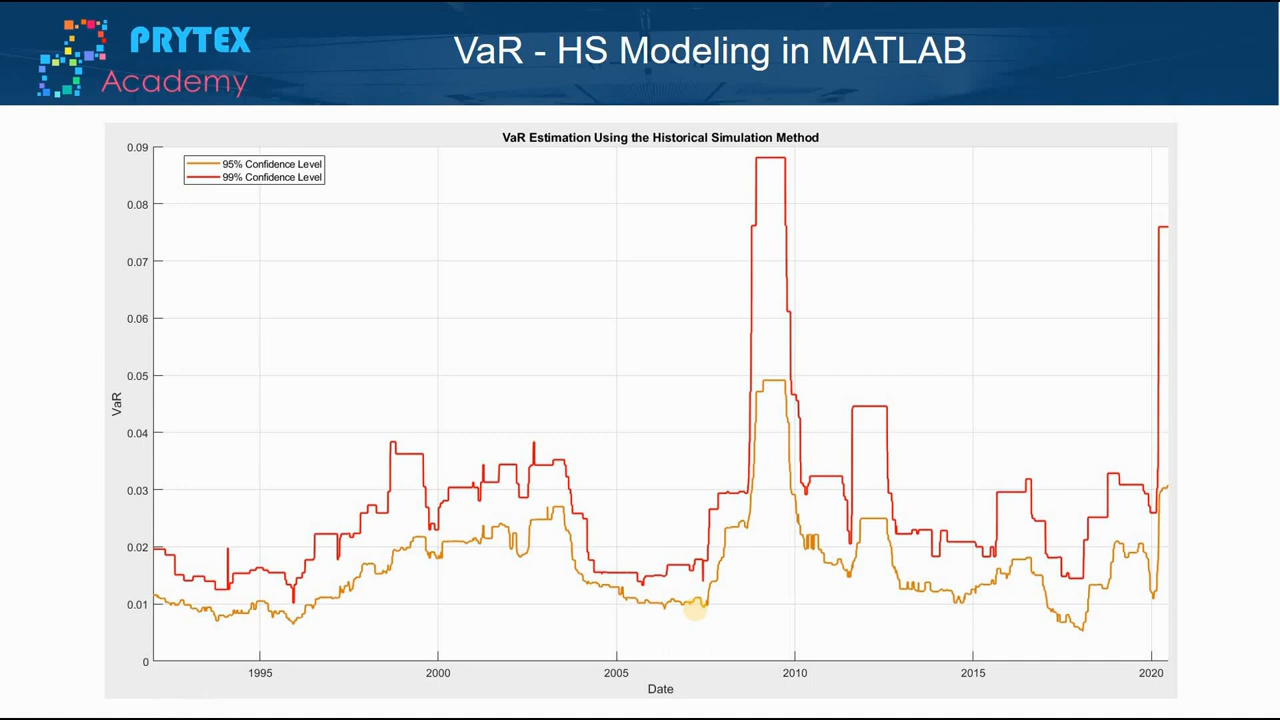 PRYTEX
Academy
VaR - HS Modeling in MATLAB
VaR Estimation Using the Historical Simulation Method
95% Confidence Level
99% Confidence Level
0.09
0.08
0.07
0.06
0.05
0.04
0.03
0.02
0.01
0
VaR
1995 2000 2005 2010 2015 2020
Date